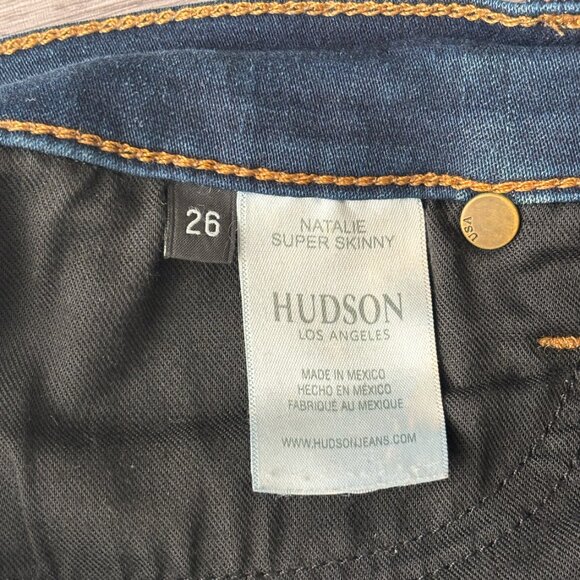 26
NATALIE
SUPER SKINNY
HUDSON
LOS ANGELES
MADE IN MEXICO
HECHO EN MÉXICO
FABRIQUÉ AU MEXIQUE
WWW.HUDSONJEANS.COM
USA